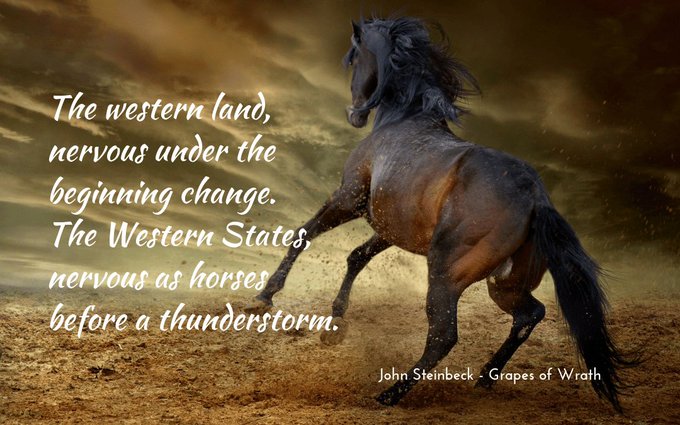 The western land,
nervous under the
beginning change.
The Western States,
nervous as horses
before a thunderstorm.
John Steinbeck - Grapes of Wrath